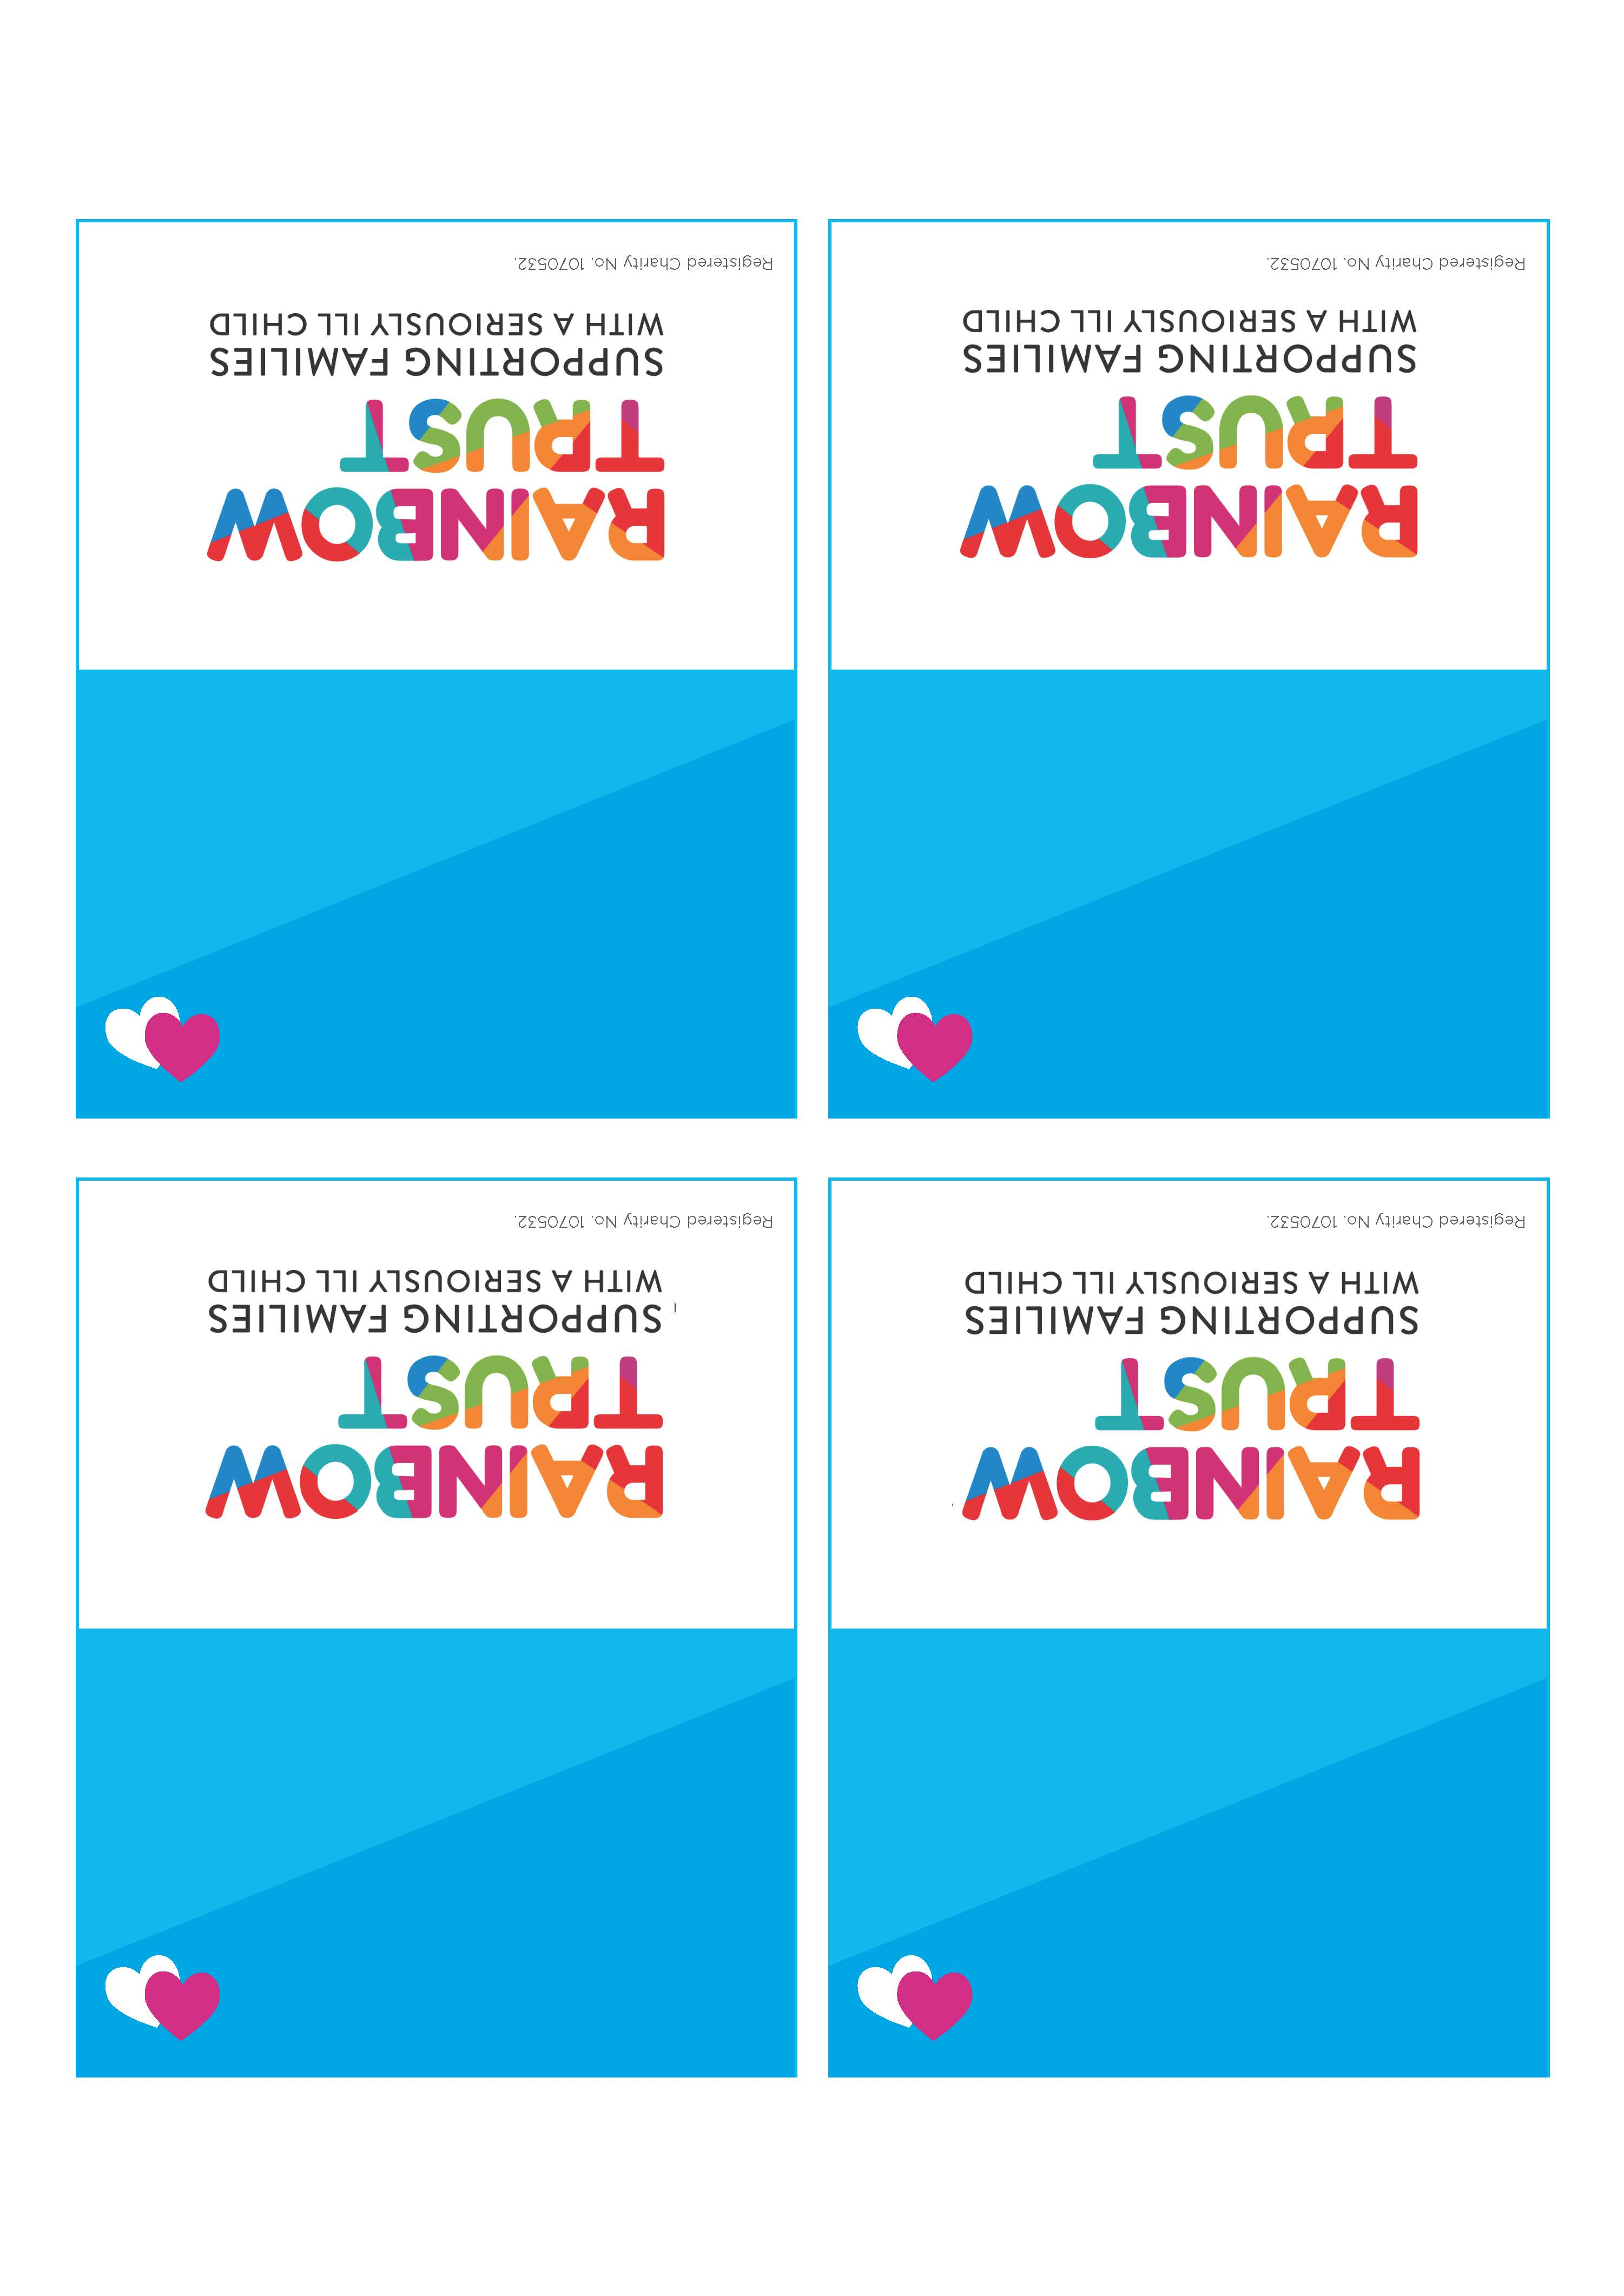 RAINBOW
TRUST
SUPPORTING FAMILIES
WITH A SERIOUSLY ILL CHILD
Registered Charity No. 1070532.
RAINBOW
TRUST
SUPPORTING FAMILIES
WITH A SERIOUSLY ILL CHILD
Registered Charity No. 1070532.
RAINBOW
TRUST
SUPPORTING FAMILIES
WITH A SERIOUSLY ILL CHILD
Registered Charity No. 1070532.
RAINBOW
TRUST
SUPPORTING FAMILIES
WITH A SERIOUSLY ILL CHILD
Registered Charity No. 1070532.